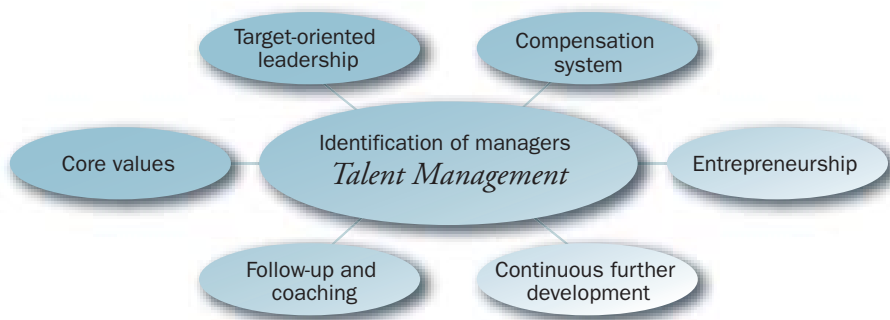 Target-oriented
leadership
Compensation
system
Core values
Identification of managers
Talent Management
Entrepreneurship
Follow-up and
coaching
Continuous further
development